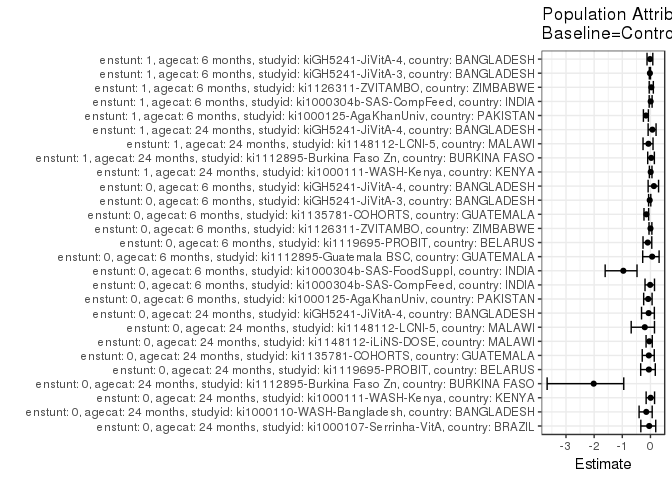 Population Attrib
Baseline=Contro
enstunt: 1, agecat: 6 months, studyid: kiGH5241-JiVitA-4, country: BANGLADESH
enstunt: 1, agecat: 6 months, studyid: kiGH5241-JiVitA-3, country: BANGLADESH
enstunt: 1, agecat: 6 months, studyid: ki1126311-ZVITAMBO, country: ZIMBABWE
enstunt: 1, agecat: 6 months, studyid: ki1000304b-SAS-CompFeed, country: INDIA
enstunt: 1, agecat: 6 months, studyid: ki1000125-AgaKhanUniv, country: PAKISTAN
enstunt: 1, agecat: 24 months, studyid: kiGH5241-JiVitA-4, country: BANGLADESH
enstunt: 1, agecat: 24 months, studyid: ki1148112-LCNI-5, country: MALAWI
enstunt: 1, agecat: 24 months, studyid: ki1112895-Burkina Faso Zn, country: BURKINA FASO
enstunt: 1, agecat: 24 months, studyid: ki1000111-WASH-Kenya, country: KENYA
enstunt: 0, agecat: 6 months, studyid: kiGH5241-JiVitA-4, country: BANGLADESH
enstunt: 0, agecat: 6 months, studyid: kiGH5241-JiVitA-3, country: BANGLADESH
enstunt: 0, agecat: 6 months, studyid: ki1135781-COHORTS, country: GUATEMALA
enstunt: 0, agecat: 6 months, studyid: ki1126311-ZVITAMBO, country: ZIMBABWE
enstunt: 0, agecat: 6 months, studyid: ki1119695-PROBIT, country: BELARUS
enstunt: 0, agecat: 6 months, studyid: ki1112895-Guatemala BSC, country: GUATEMALA
enstunt: 0, agecat: 6 months, studyid: ki1000304b-SAS-FoodSuppl, country: INDIA
enstunt: 0, agecat: 6 months, studyid: ki1000304b-SAS-CompFeed, country: INDIA
enstunt: 0, agecat: 6 months, studyid: ki1000125-AgaKhanUniv, country: PAKISTAN
enstunt: 0, agecat: 24 months, studyid: kiGH5241-JiVitA-4, country: BANGLADESH
enstunt: 0, agecat: 24 months, studyid: ki1148112-LCNI-5, country: MALAWI
enstunt: 0, agecat: 24 months, studyid: ki1148112-iLiNS-DOSE, country: MALAWI
enstunt: 0, agecat: 24 months, studyid: ki1135781-COHORTS, country: GUATEMALA
enstunt: 0, agecat: 24 months, studyid: ki1119695-PROBIT, country: BELARUS
enstunt: 0, agecat: 24 months, studyid: ki1112895-Burkina Faso Zn, country: BURKINA FASO
enstunt: 0, agecat: 24 months, studyid: ki1000111-WASH-Kenya, country: KENYA
enstunt: 0, agecat: 24 months, studyid: ki1000110-WASH-Bangladesh, country: BANGLADESH
enstunt: 0, agecat: 24 months, studyid: ki1000107-Serrinha-VitA, country: BRAZIL
-3 -2 -1 0
Estimate